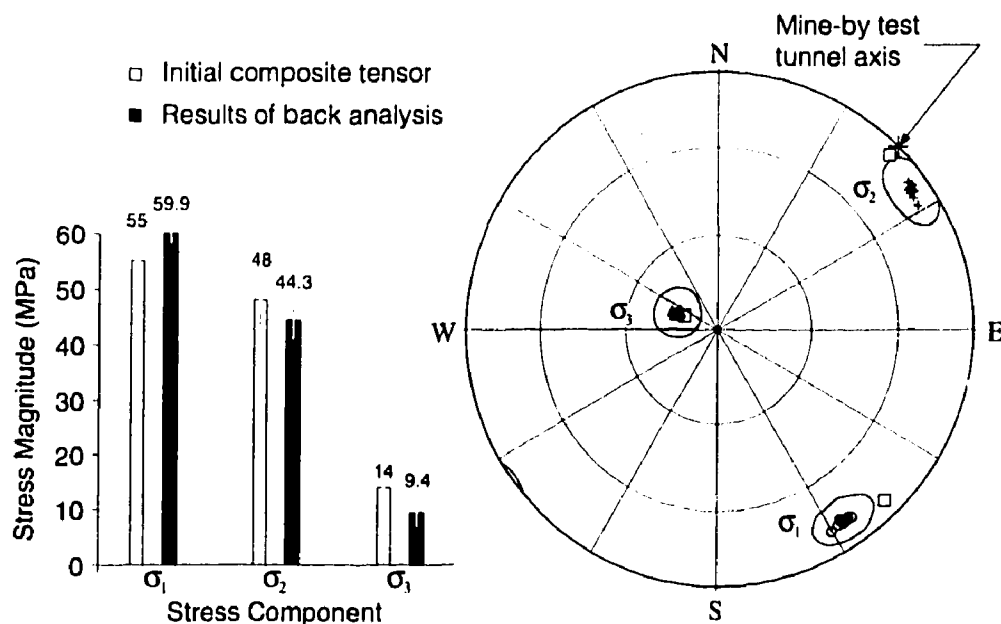 Initial composite tensor
Results of back analysis
Stress Magnitude (MPa)
60
50
40
30
20
10
0
55
59.9
48
44.3
14
9.4
σ₁
σ₂
σ₃
Stress Component
Mine-by test
tunnel axis
N
W
E
S
σ₂
σ₃
σ₁